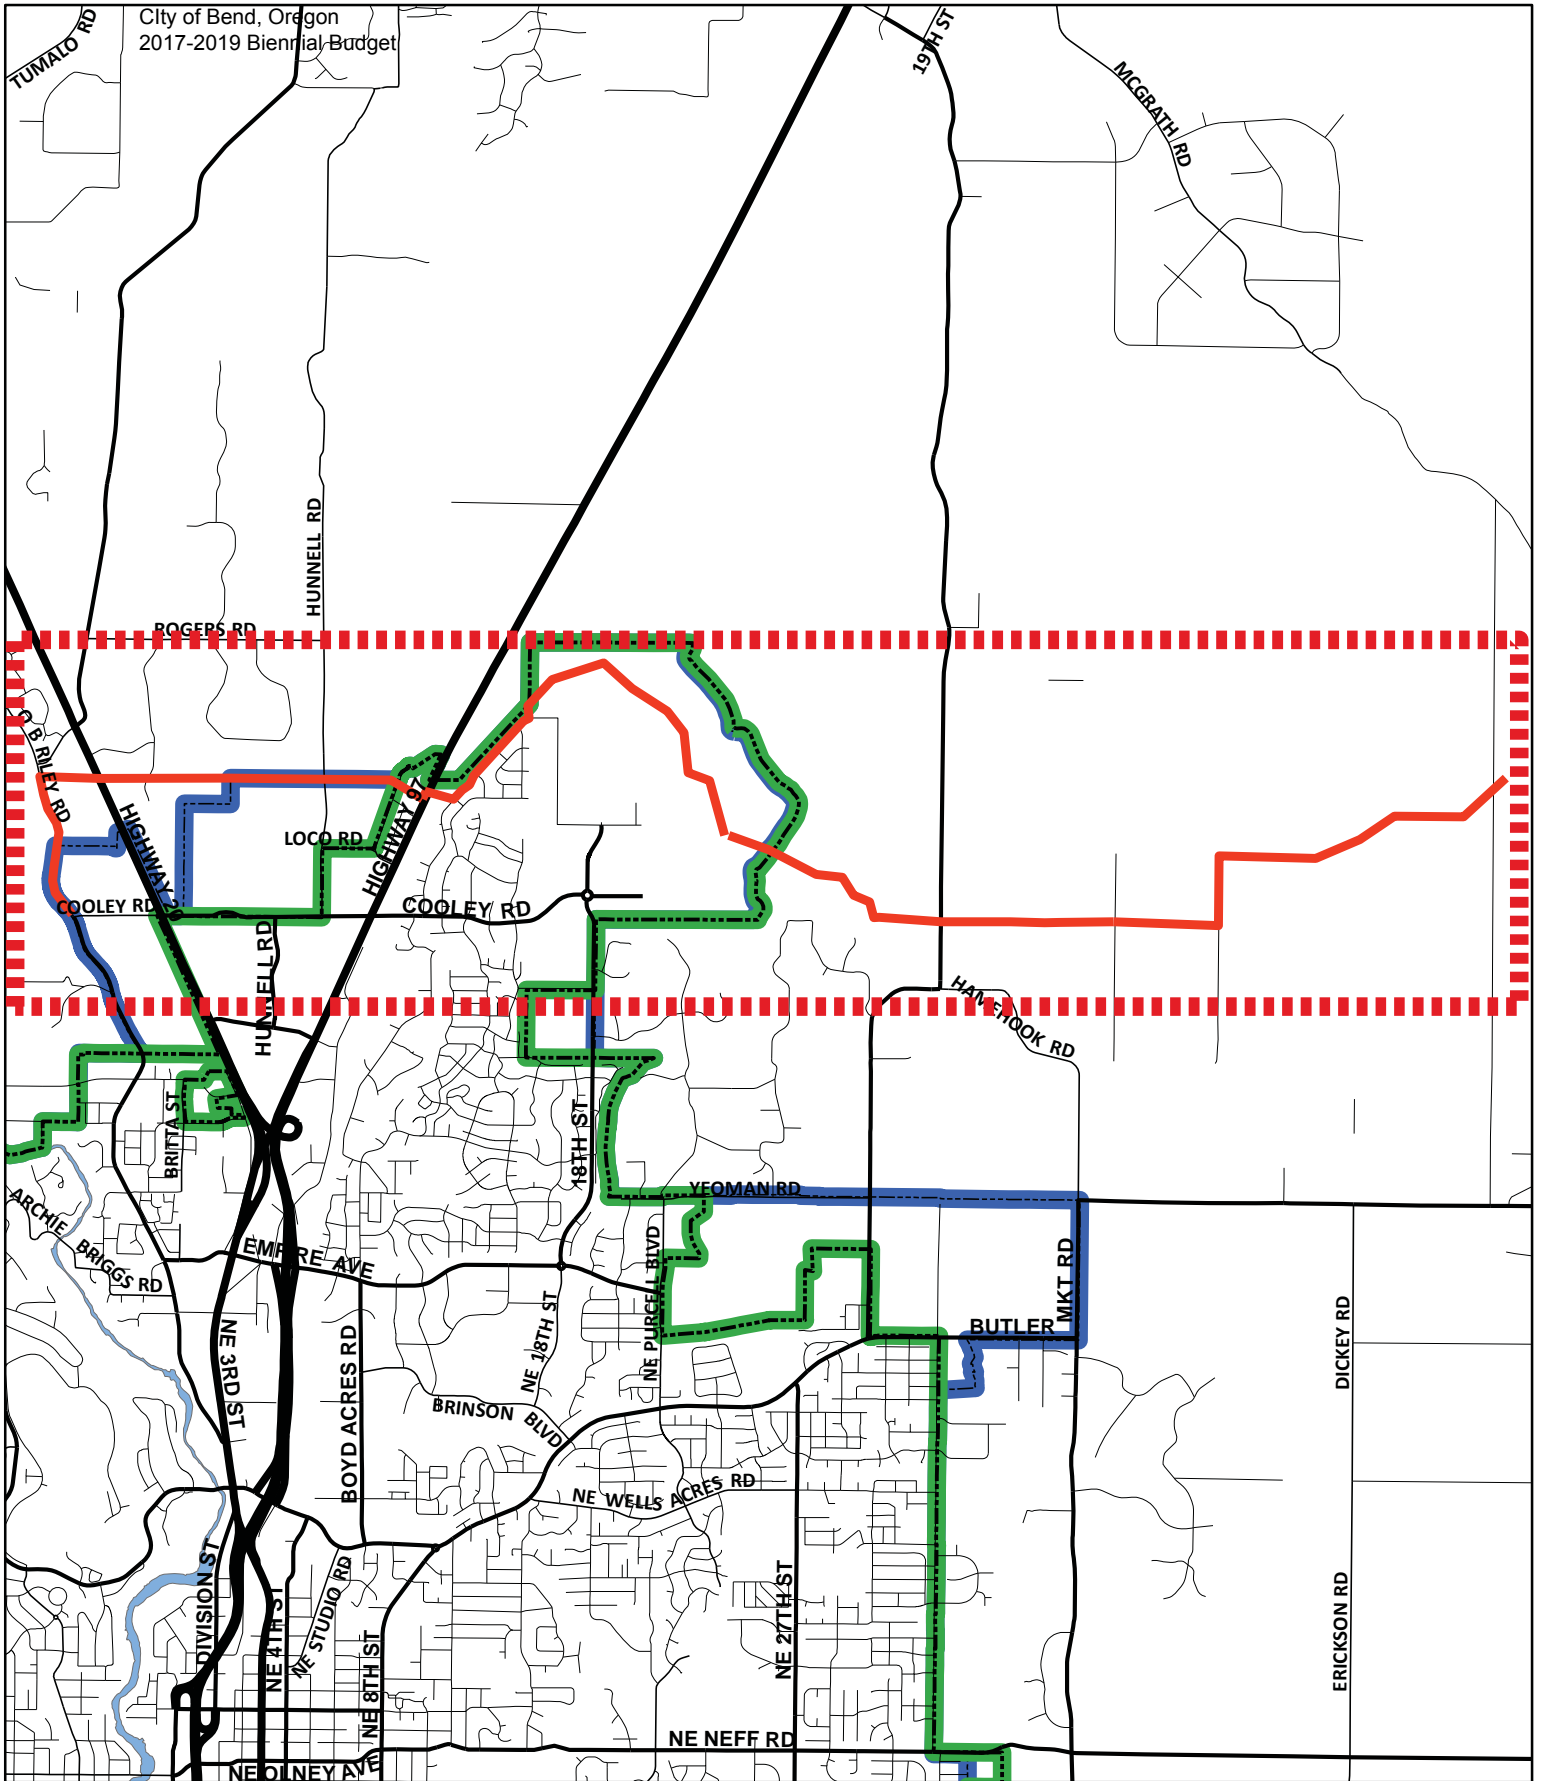 CIty of Bend, Oregon
2017-2019 Biennial Budget
TUMALO RD
19TH ST
MCGRATH RD
HUNNELL RD
ROGERS RD
O B RILEY RD
HIGHWAY 20
LOCO RD
HIGHWAY 97
COOLEY RD
COOLEY RD
HUNNELL RD
HAMEHOOK RD
BRITTA ST
18TH ST
YEOMAN RD
ARCHIE BRIGGS RD
EMPIRE AVE
NE PURCELL BLVD
MKT RD
BUTLER
DICKEY RD
NE 3RD ST
BOYD ACRES RD
NE 18TH ST
BRINSON BLVD
NE WELLS ACRES RD
DIVISION ST
NE 4TH ST
NE STUDIO RD
NE 8TH ST
NE 27TH ST
ERICKSON RD
NE NEFF RD
NE OLNEY AVE